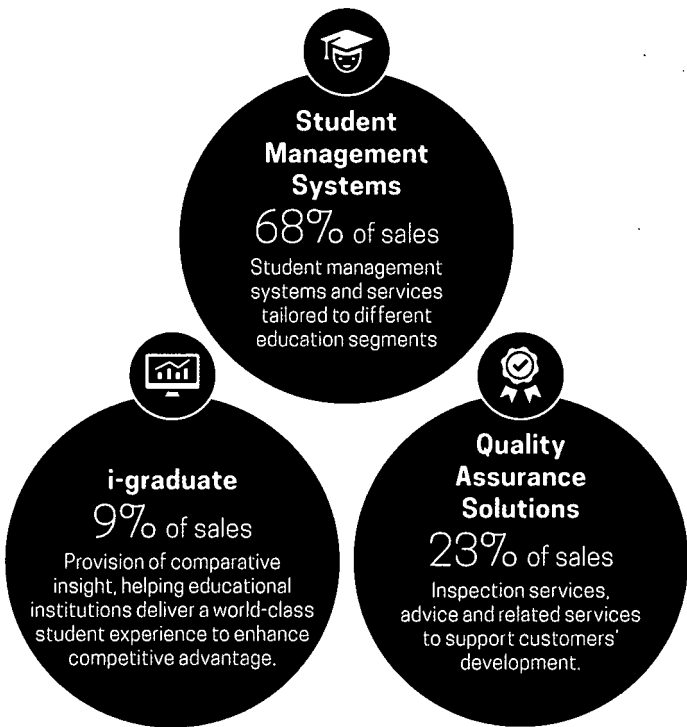 Student
Management
Systems
68% of sales
Student management
systems and services
tailored to different
education segments
i-graduate
9% of sales
Provision of comparative
insight, helping educational
institutions deliver a world-class
student experience to enhance
competitive advantage.
Quality
Assurance
Solutions
23% of sales
Inspection services,
advice and related services
to support customers'
development.